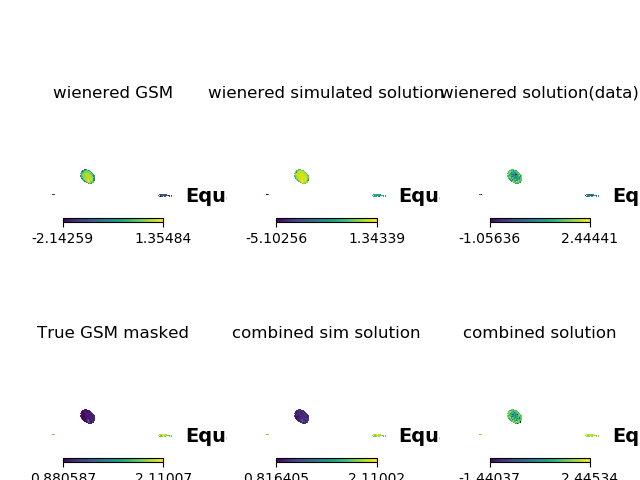 wienered GSM
wienered simulated solution
wienered solution(data)
Equ
Equ
Eq
-2.14259 1.35484
-5.10256 1.34339
-1.05636 2.44441
True GSM masked
combined sim solution
combined solution
Equ
Equ
Eq
0.880587 2.11007
0.816405 2.11002
-1.44037 2.44534